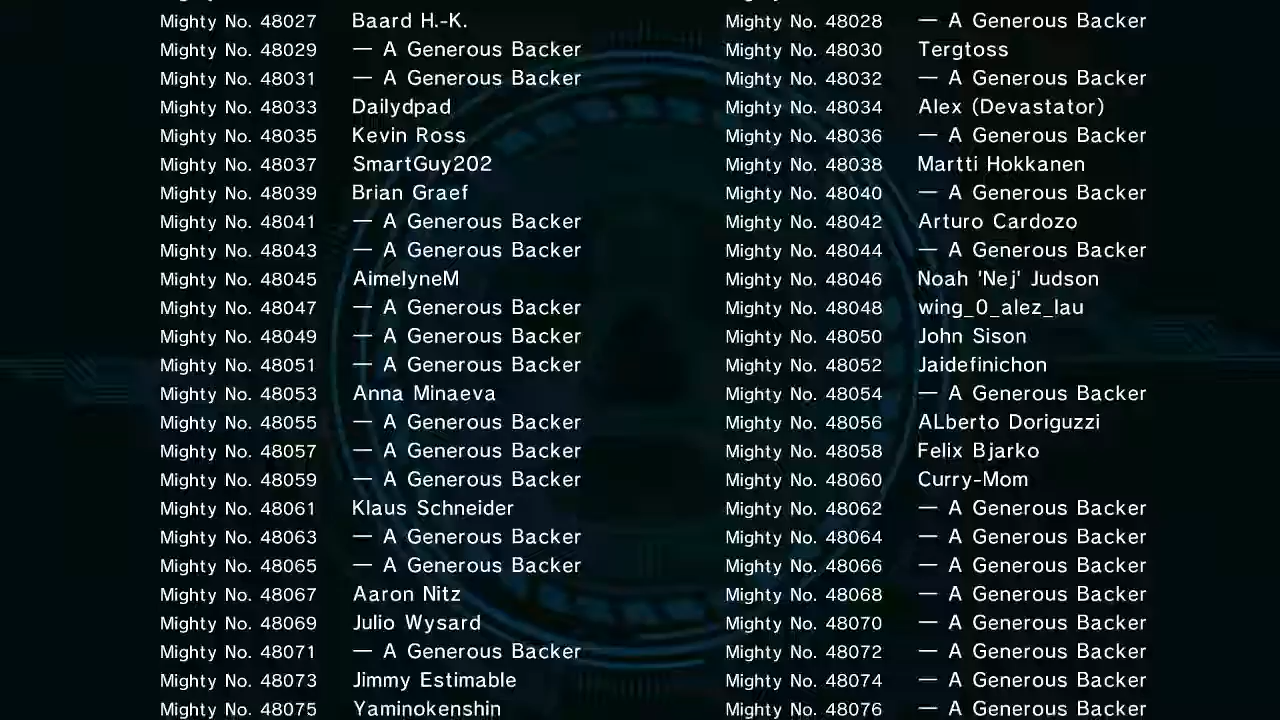 Mighty No. 48027 Baard H.-K. Mighty No. 48028 — A Generous Backer
Mighty No. 48029 — A Generous Backer Mighty No. 48030 Tergtoss
Mighty No. 48031 — A Generous Backer Mighty No. 48032 — A Generous Backer
Mighty No. 48033 Dailydpad Mighty No. 48034 Alex (Devastator)
Mighty No. 48035 Kevin Ross Mighty No. 48036 — A Generous Backer
Mighty No. 48037 SmartGuy202 Mighty No. 48038 Martti Hokkanen
Mighty No. 48039 Brian Graef Mighty No. 48040 — A Generous Backer
Mighty No. 48041 — A Generous Backer Mighty No. 48042 Arturo Cardozo
Mighty No. 48043 — A Generous Backer Mighty No. 48044 — A Generous Backer
Mighty No. 48045 AimelyneM Mighty No. 48046 Noah 'Nej' Judson
Mighty No. 48047 — A Generous Backer Mighty No. 48048 wing_0_alez_lau
Mighty No. 48049 — A Generous Backer Mighty No. 48050 John Sison
Mighty No. 48051 — A Generous Backer Mighty No. 48052 Jaidefinichon
Mighty No. 48053 Anna Minaeva Mighty No. 48054 — A Generous Backer
Mighty No. 48055 — A Generous Backer Mighty No. 48056 ALberto Doriguzzi
Mighty No. 48057 — A Generous Backer Mighty No. 48058 Felix Bjarko
Mighty No. 48059 — A Generous Backer Mighty No. 48060 Curry-Mom
Mighty No. 48061 Klaus Schneider Mighty No. 48062 — A Generous Backer
Mighty No. 48063 — A Generous Backer Mighty No. 48064 — A Generous Backer
Mighty No. 48065 — A Generous Backer Mighty No. 48066 — A Generous Backer
Mighty No. 48067 Aaron Nitz Mighty No. 48068 — A Generous Backer
Mighty No. 48069 Julio Wysard Mighty No. 48070 — A Generous Backer
Mighty No. 48071 — A Generous Backer Mighty No. 48072 — A Generous Backer
Mighty No. 48073 Jimmy Estimable Mighty No. 48074 — A Generous Backer
Mighty No. 48075 Yaminokenshin Mighty No. 48076 — A Generous Backer